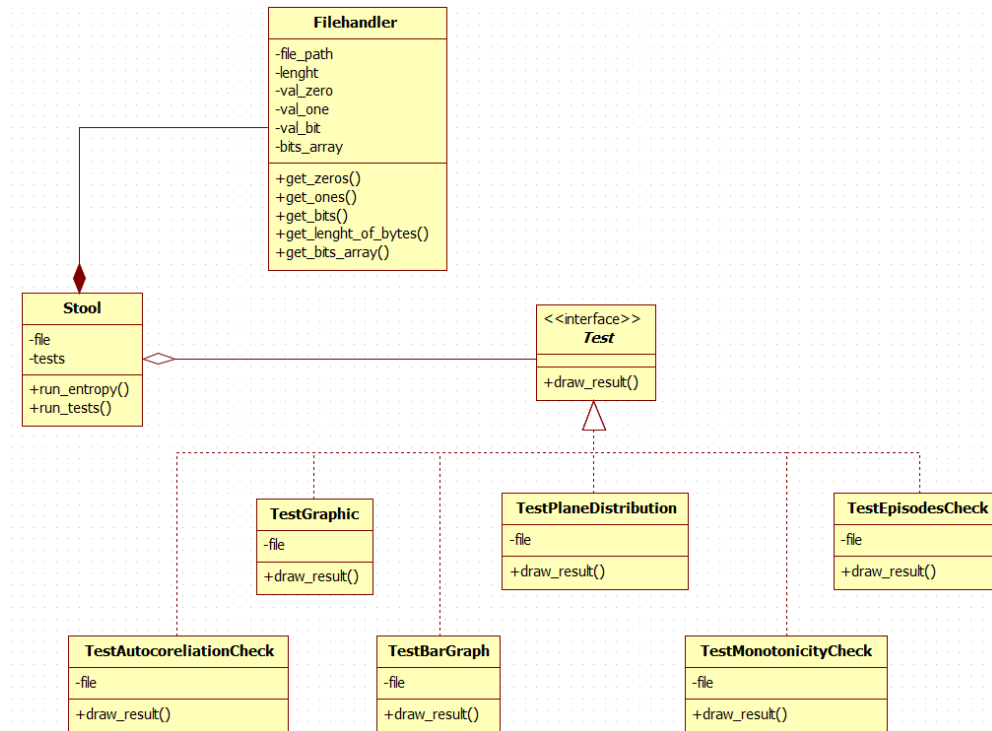 Filehandler
-file_path
-lenght
-val_zero
-val_one
-val_bit
-bits_array
+get_zeros()
+get_ones()
+get_bits()
+get_lenght_of_bytes()
+get_bits_array()
Stool
-file
-tests
+run_entropy()
+run_tests()
<<interface>>
Test
+draw_result()
TestGraphic
-file
+draw_result()
TestPlaneDistribution
-file
+draw_result()
TestEpisodesCheck
-file
+draw_result()
TestAutocoreliationCheck
-file
+draw_result()
TestBarGraph
-file
+draw_result()
TestMonotonicityCheck
-file
+draw_result()